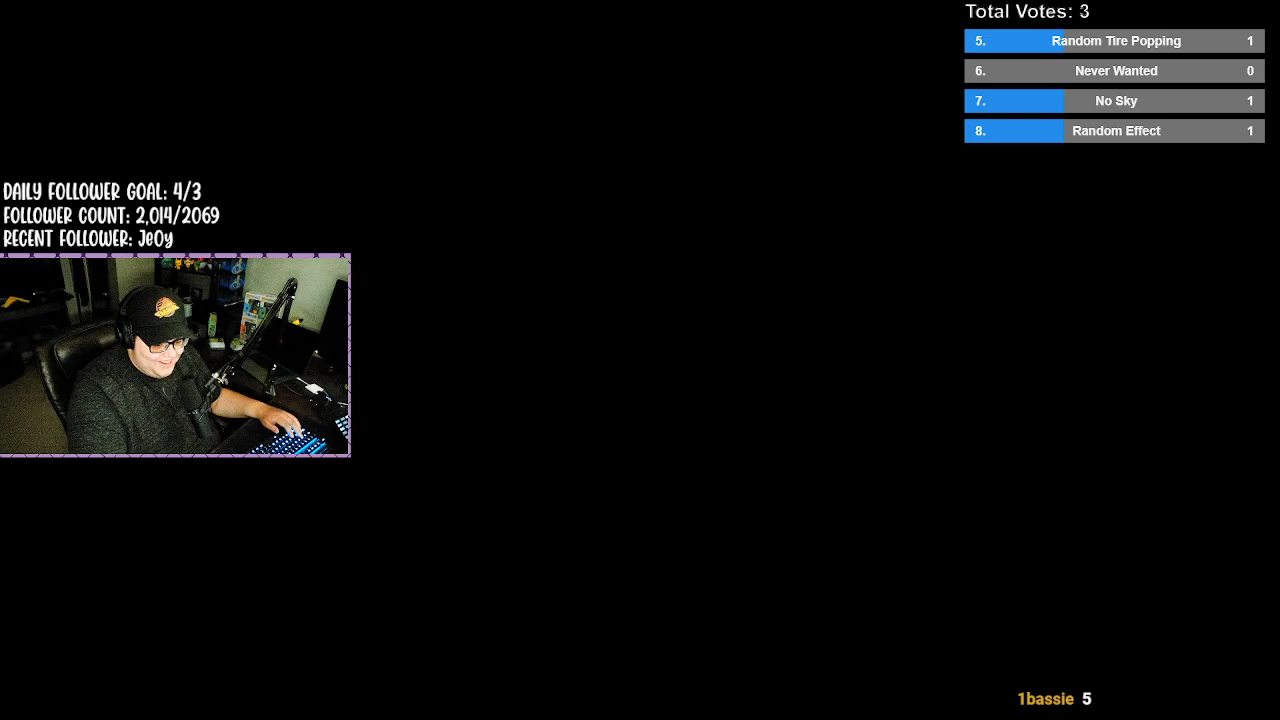 Total Votes: 3
5. Random Tire Popping 1
6. Never Wanted 0
7. No Sky 1
8. Random Effect 1
DAILY FOLLOWER GOAL: 4/3
FOLLOWER COUNT: 2,014/2069
RECENT FOLLOWER: JeOy
1bassie 5